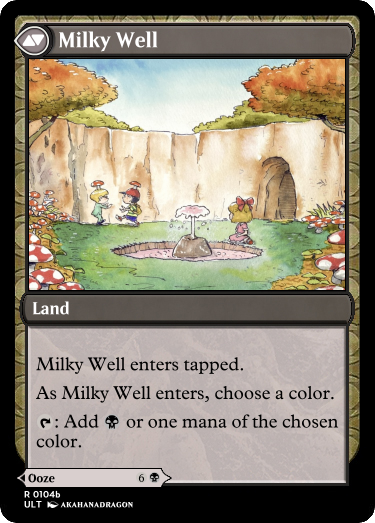 Milky Well
Land
Milky Well enters tapped.
As Milky Well enters, choose a color.
: Add or one mana of the chosen
color.
Ooze 6
R 0104b
ULT AKAHANADRAGON